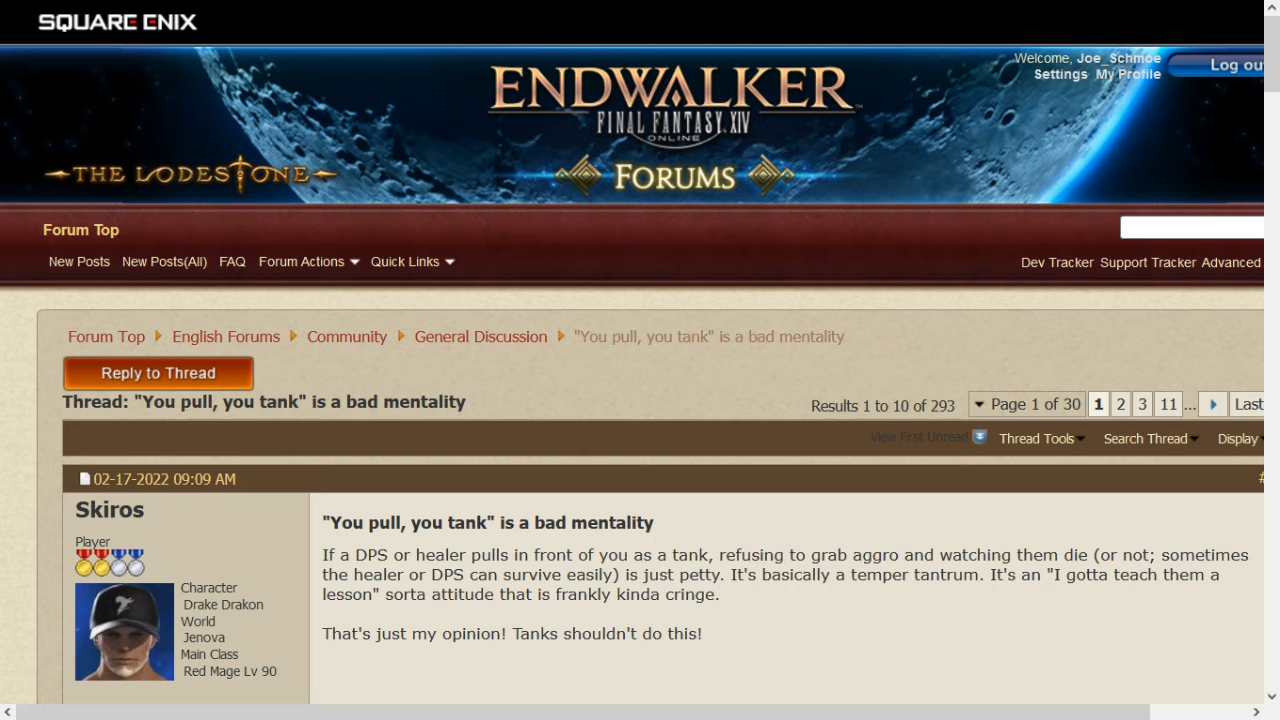 SQUARE ENIX
Welcome, Joe_Schmoe
Settings My Profile
Log ou
ENDWALKER
FINAL FANTASY XIV
ONLINE
THE LODESTONE
FORUMS
Forum Top
New Posts New Posts(All) FAQ Forum Actions Quick Links
Dev Tracker Support Tracker Advanced
Forum Top English Forums Community General Discussion "You pull, you tank" is a bad mentality
Reply to Thread
Thread: "You pull, you tank" is a bad mentality
Results 1 to 10 of 293 Page 1 of 30 1 2 3 11 ... Last
View First Unread Thread Tools Search Thread Display
02-17-2022 09:09 AM #
Skiros
Player
Character
Drake Drakon
World
Jenova
Main Class
Red Mage Lv 90
"You pull, you tank" is a bad mentality
If a DPS or healer pulls in front of you as a tank, refusing to grab aggro and watching them die (or not; sometimes
the healer or DPS can survive easily) is just petty. It's basically a temper tantrum. It's an "I gotta teach them a
lesson" sorta attitude that is frankly kinda cringe.
That's just my opinion! Tanks shouldn't do this!